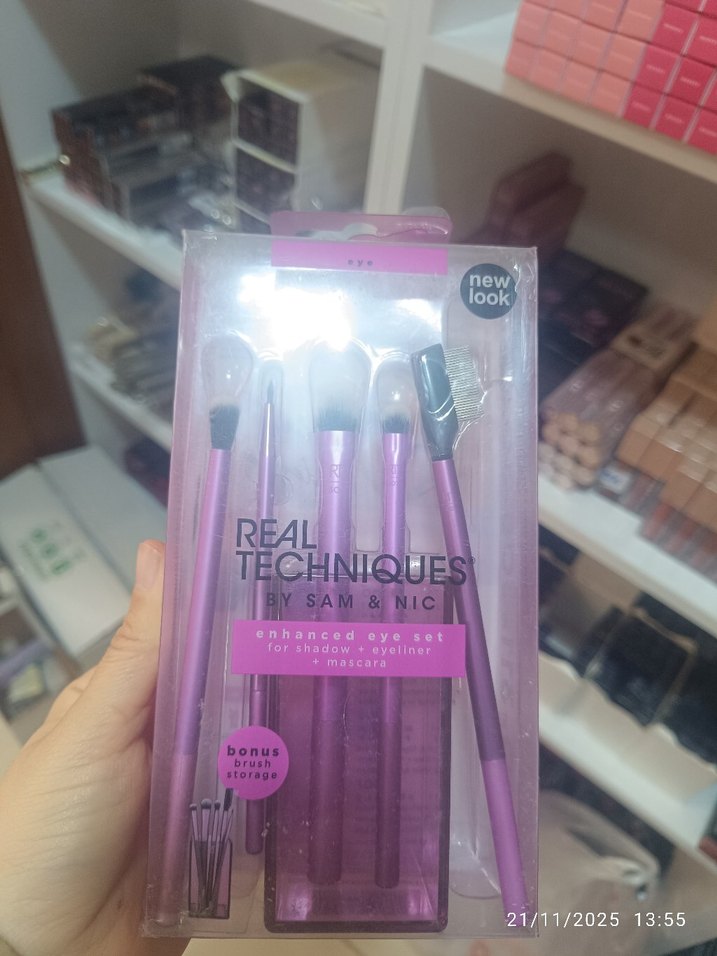 eye
new
look
REAL
TECHNIQUES®
BY SAM & NIC
enhanced eye set
for shadow + eyeliner
+ mascara
bonus
brush
storage
21/11/2025 13:55